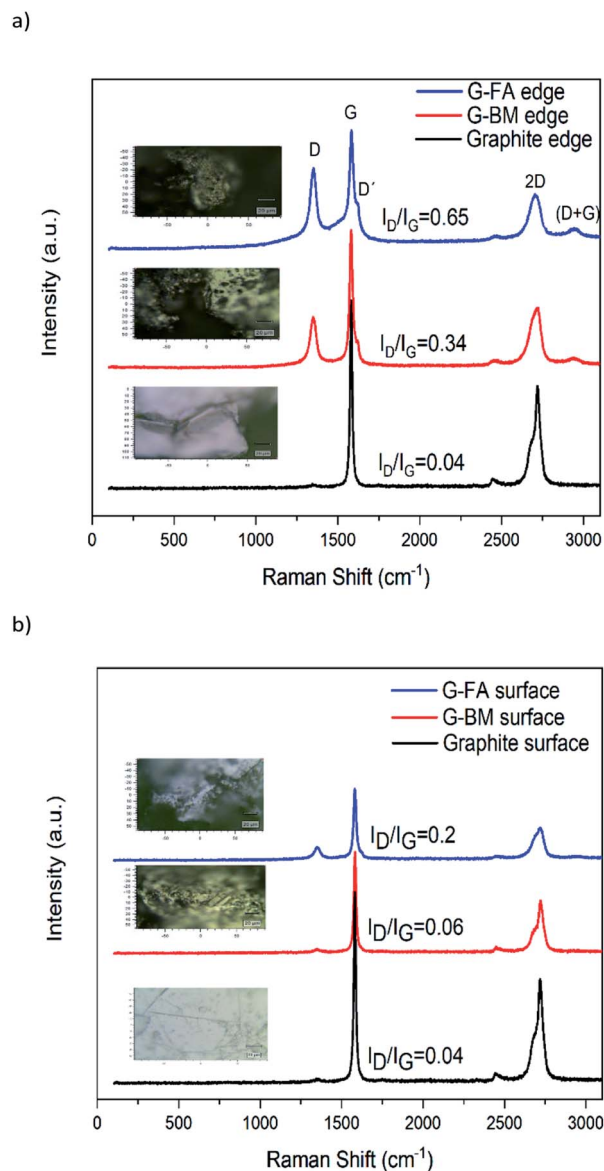 a)
G-FA edge
G-BM edge
Graphite edge
D
G
D´
2D
(D+G)
I_D/I_G=0.65
I_D/I_G=0.34
I_D/I_G=0.04
Intensity (a.u.)
0 500 1000 1500 2000 2500 3000
Raman Shift (cm⁻¹)
b)
G-FA surface
G-BM surface
Graphite surface
I_D/I_G=0.2
I_D/I_G=0.06
I_D/I_G=0.04
Intensity (a.u.)
0 500 1000 1500 2000 2500 3000
Raman Shift (cm⁻¹)